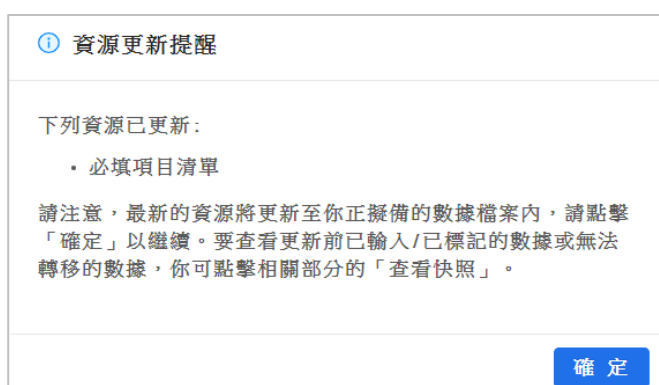 資源更新提醒
下列資源已更新:
• 必填項目清單
請注意,最新的資源將更新至你正擬備的數據檔案內,請點擊
「確定」以繼續。要查看更新前已輸入/已標記的數據或無法
轉移的數據,你可點擊相關部分的「查看快照」。
確 定